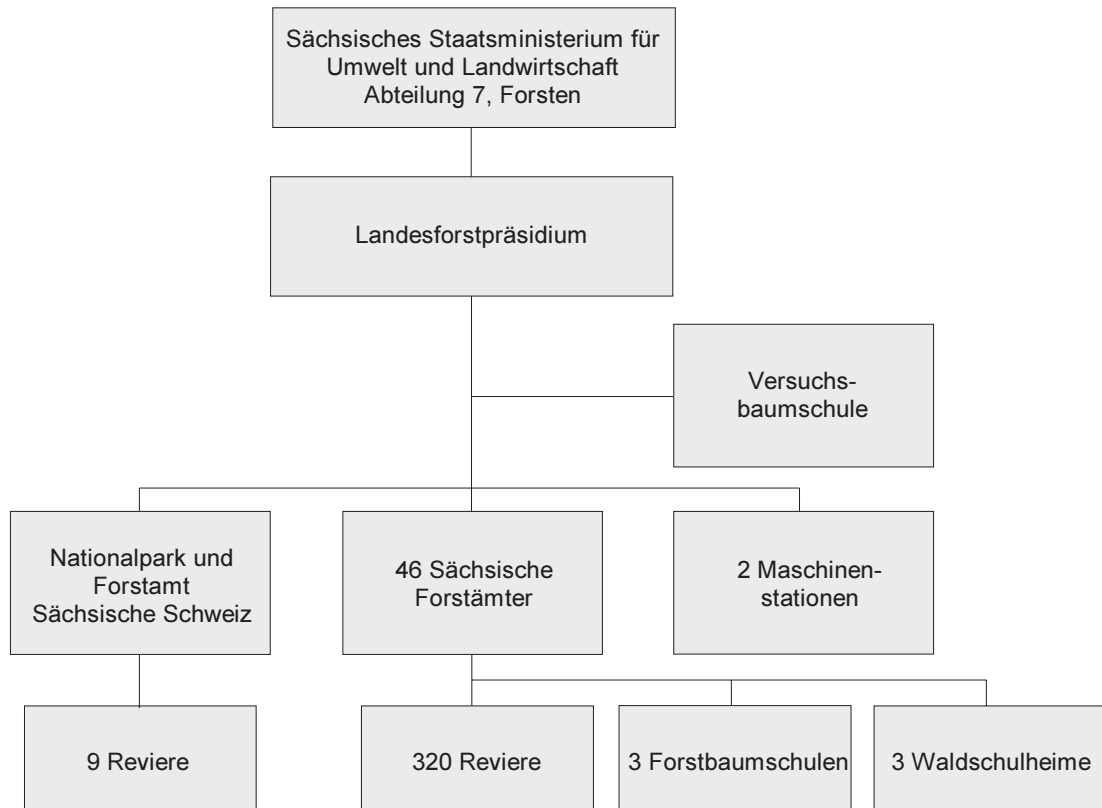 Sächsisches Staatsministerium für
Umwelt und Landwirtschaft
Abteilung 7, Forsten
Landesforstpräsidium
Versuchs-
baumschule
Nationalpark und
Forstamt
Sächsische Schweiz
46 Sächsische
Forstämter
2 Maschinen-
stationen
9 Reviere
320 Reviere
3 Forstbaumschulen
3 Waldschulheime